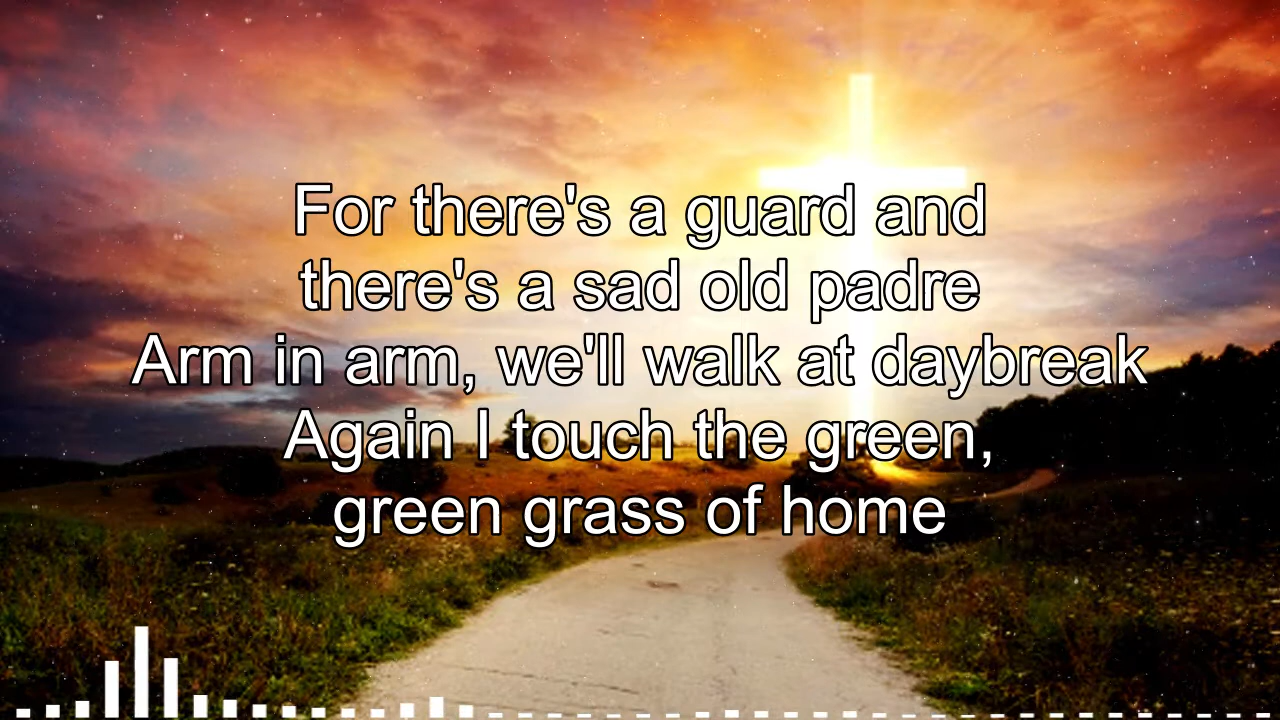 For there's a guard and
there's a sad old padre
Arm in arm, we'll walk at daybreak
Again I touch the green,
green grass of home